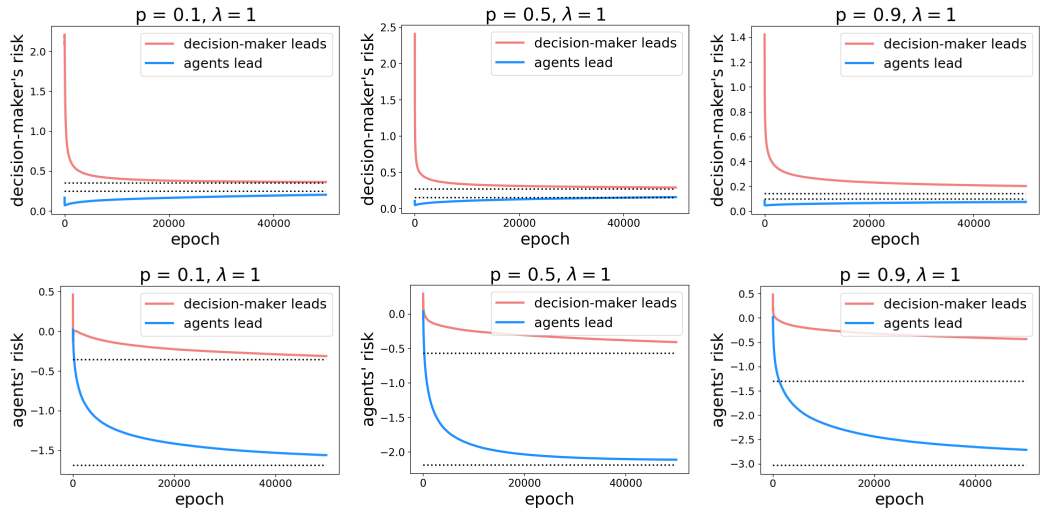 p = 0.1, λ = 1
decision-maker's risk
2.0
1.5
1.0
0.5
0.0
decision-maker leads
agents lead
0
20000
40000
epoch
p = 0.5, λ = 1
decision-maker's risk
2.5
2.0
1.5
1.0
0.5
0.0
decision-maker leads
agents lead
0
20000
40000
epoch
p = 0.9, λ = 1
decision-maker's risk
1.4
1.2
1.0
0.8
0.6
0.4
0.2
0.0
decision-maker leads
agents lead
0
20000
40000
epoch
p = 0.1, λ = 1
agents' risk
0.5
0.0
−0.5
−1.0
−1.5
decision-maker leads
agents lead
0
20000
40000
epoch
p = 0.5, λ = 1
agents' risk
0.0
−0.5
−1.0
−1.5
−2.0
decision-maker leads
agents lead
0
20000
40000
epoch
p = 0.9, λ = 1
agents' risk
0.5
0.0
−0.5
−1.0
−1.5
−2.0
−2.5
−3.0
decision-maker leads
agents lead
0
20000
40000
epoch